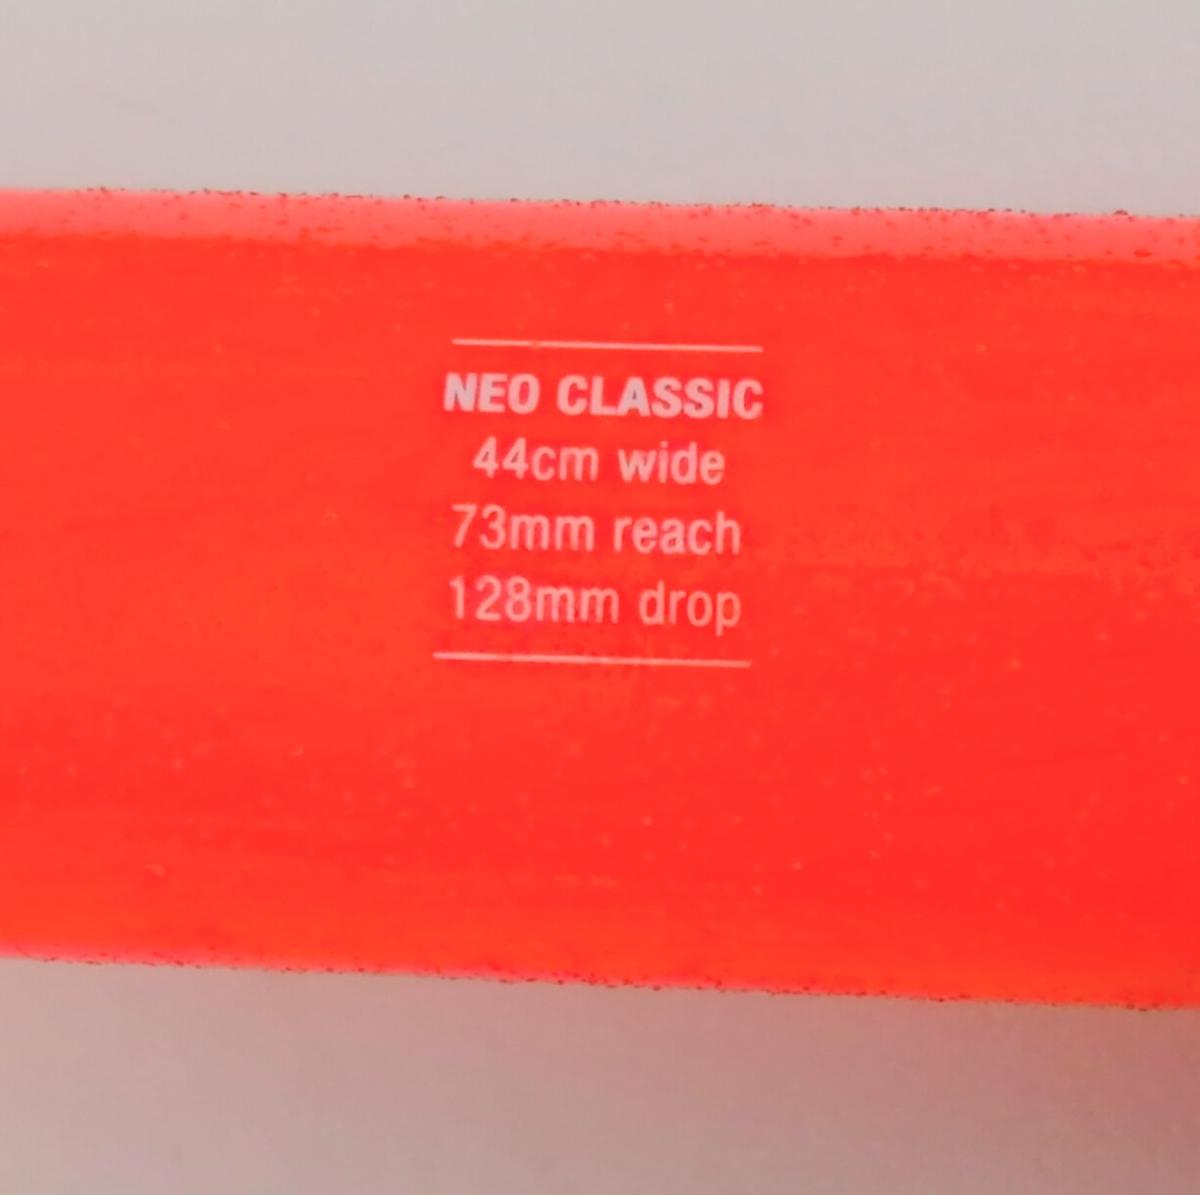 NEO CLASSIC
44cm wide
73mm reach
128mm drop